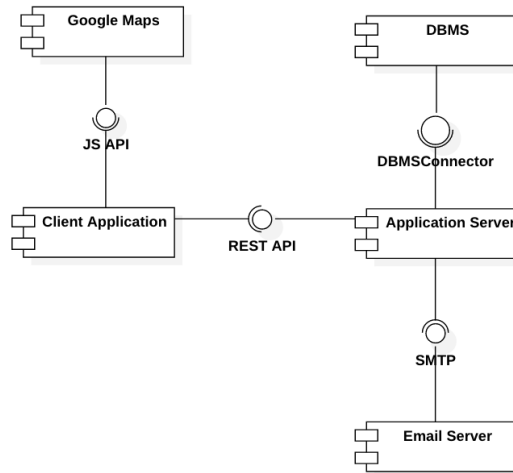 Google Maps
DBMS
JS API
DBMSConnector
Client Application
Application Server
REST API
SMTP
Email Server